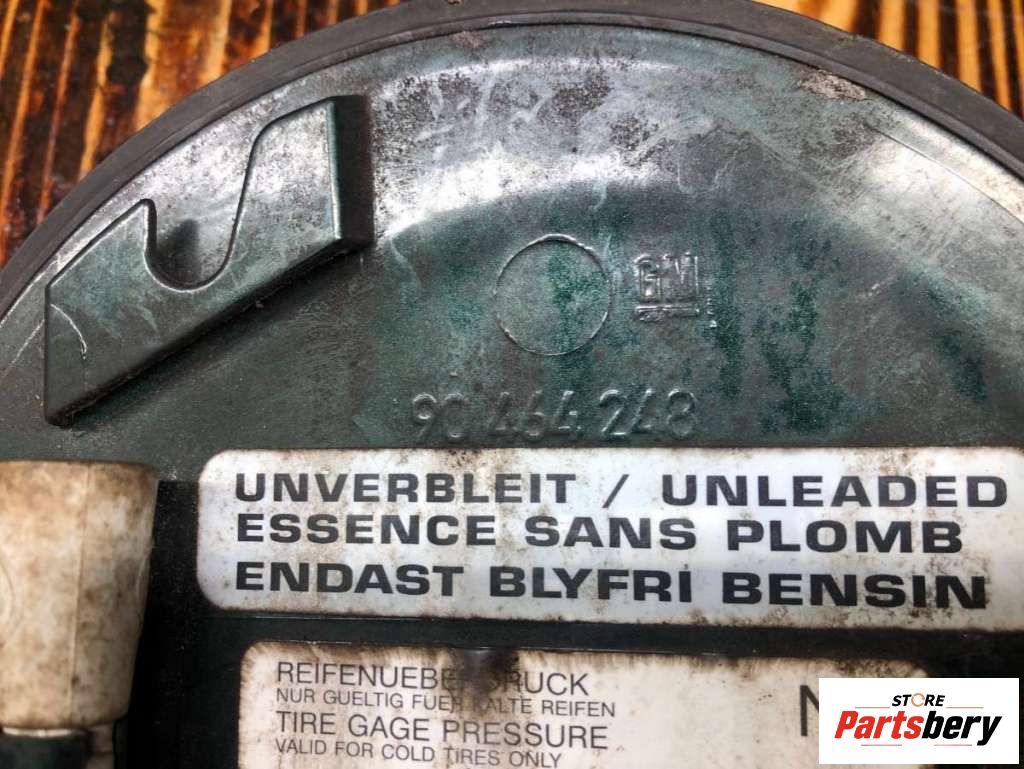 GM
90 464 248
UNVERBLEIT / UNLEADED
ESSENCE SANS PLOMB
ENDAST BLYFRI BENSIN
REIFENUEBERDRUCK
NUR GUELTIG FUER KALTE REIFEN
TIRE GAGE PRESSURE
VALID FOR COLD TIRES ONLY
N
STORE
Partsbery